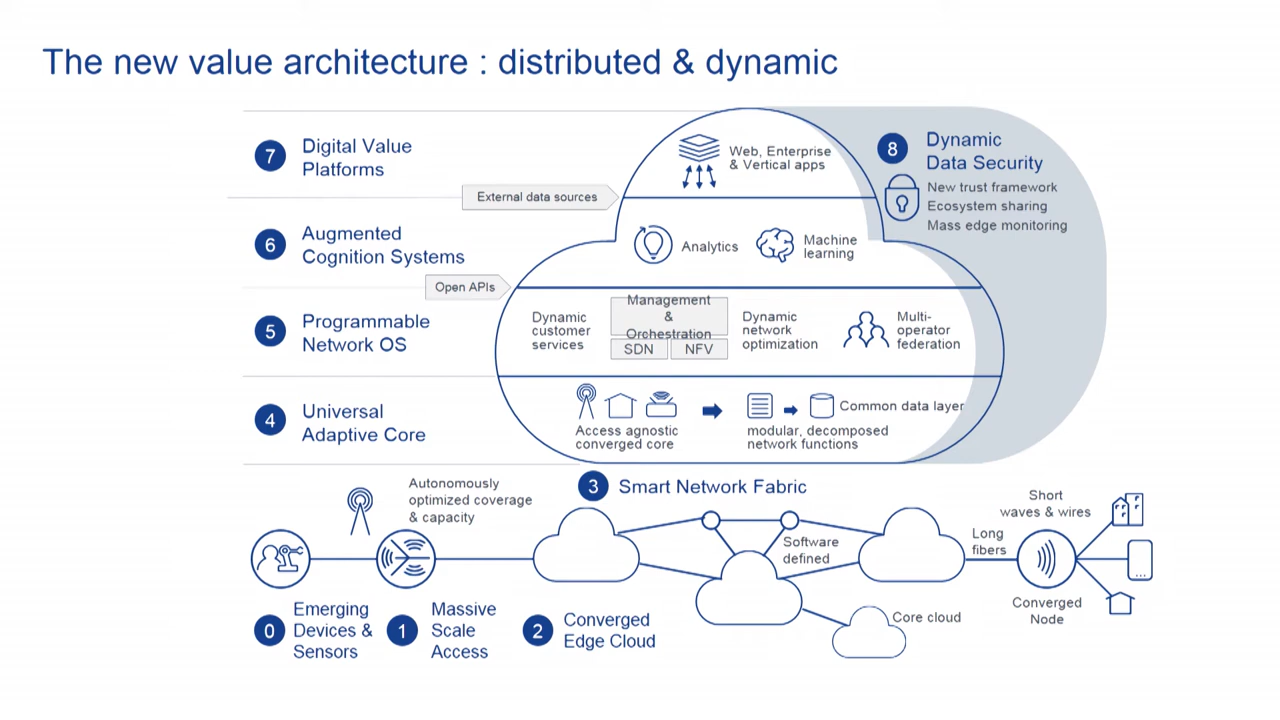 The new value architecture : distributed & dynamic
7
Digital Value
Platforms
Web, Enterprise
& Vertical apps
8
Dynamic
Data Security
New trust framework
Ecosystem sharing
Mass edge monitoring
External data sources
6
Augmented
Cognition Systems
Analytics
Machine
learning
Open APIs
5
Programmable
Network OS
Dynamic
customer
services
Management
&
Orchestration
SDN
NFV
Dynamic
network
optimization
Multi-
operator
federation
4
Universal
Adaptive Core
Access agnostic
converged core
modular, decomposed
network functions
Common data layer
Autonomously
optimized coverage
& capacity
3
Smart Network Fabric
Software
defined
Long
fibers
Short
waves & wires
Converged
Node
Core cloud
0
Emerging
Devices &
Sensors
1
Massive
Scale
Access
2
Converged
Edge Cloud